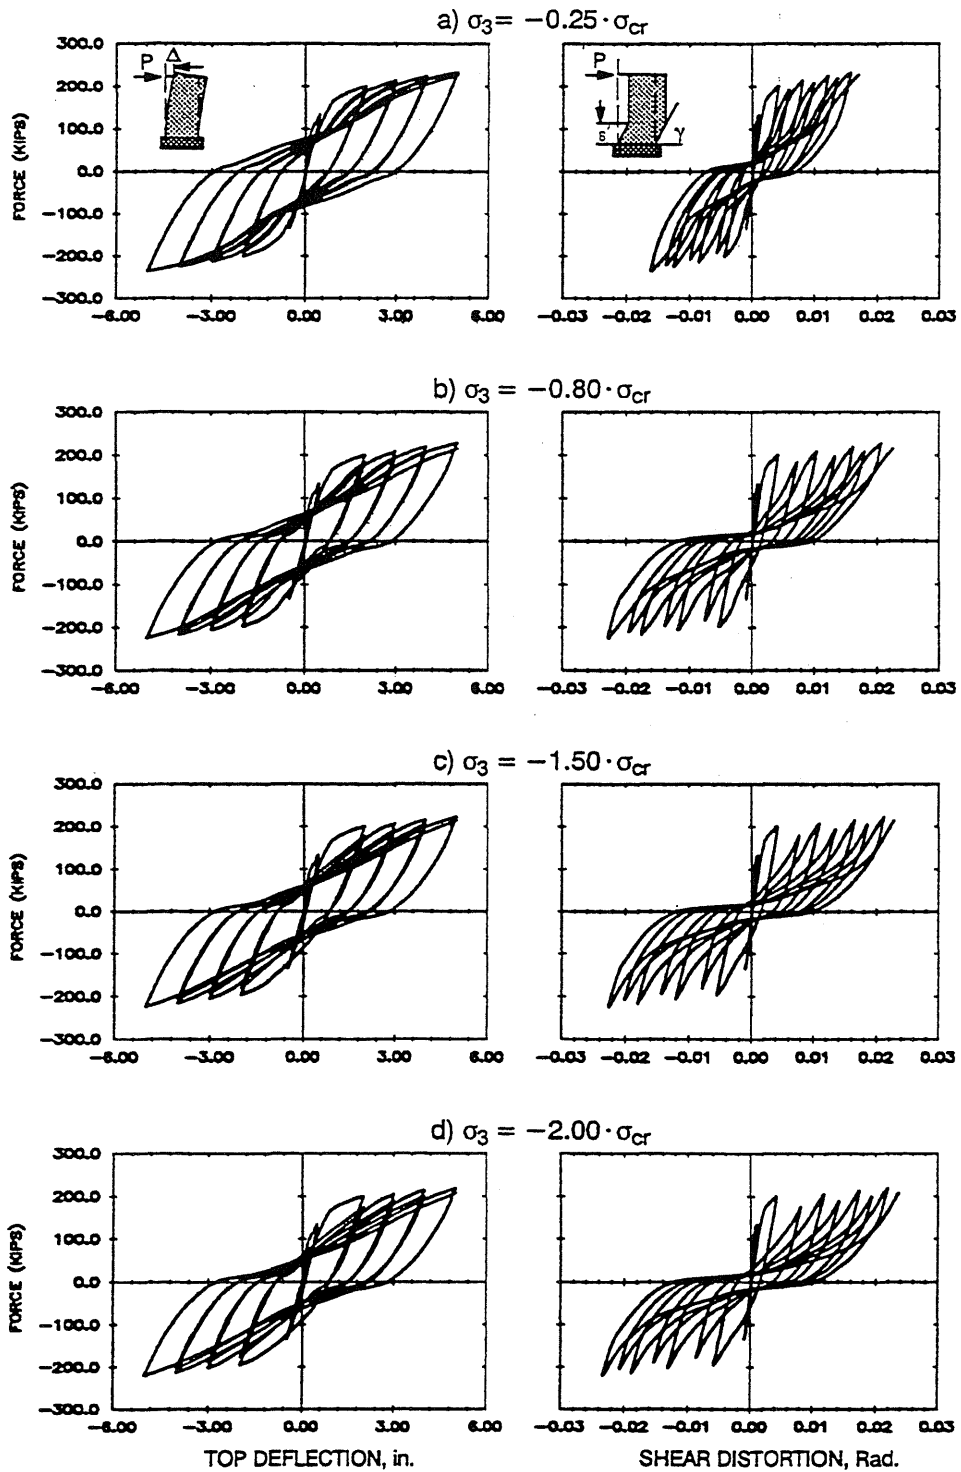 a) σ3 = −0.25·σcr
300.0
200.0
100.0
0.0
−100.0
−200.0
−300.0
FORCE (KIPS)
P Δ
−6.00 −3.00 0.00 3.00 6.00
P
6'
γ
−0.03 −0.02 −0.01 0.00 0.01 0.02 0.03
b) σ3 = −0.80·σcr
300.0
200.0
100.0
0.0
−100.0
−200.0
−300.0
FORCE (KIPS)
−6.00 −3.00 0.00 3.00 6.00
−0.03 −0.02 −0.01 0.00 0.01 0.02 0.03
c) σ3 = −1.50·σcr
300.0
200.0
100.0
0.0
−100.0
−200.0
−300.0
FORCE (KIPS)
−6.00 −3.00 0.00 3.00 6.00
−0.03 −0.02 −0.01 0.00 0.01 0.02 0.03
d) σ3 = −2.00·σcr
300.0
200.0
100.0
0.0
−100.0
−200.0
−300.0
FORCE (KIPS)
−6.00 −3.00 0.00 3.00 6.00
−0.03 −0.02 −0.01 0.00 0.01 0.02 0.03
TOP DEFLECTION, in.
SHEAR DISTORTION, Rad.